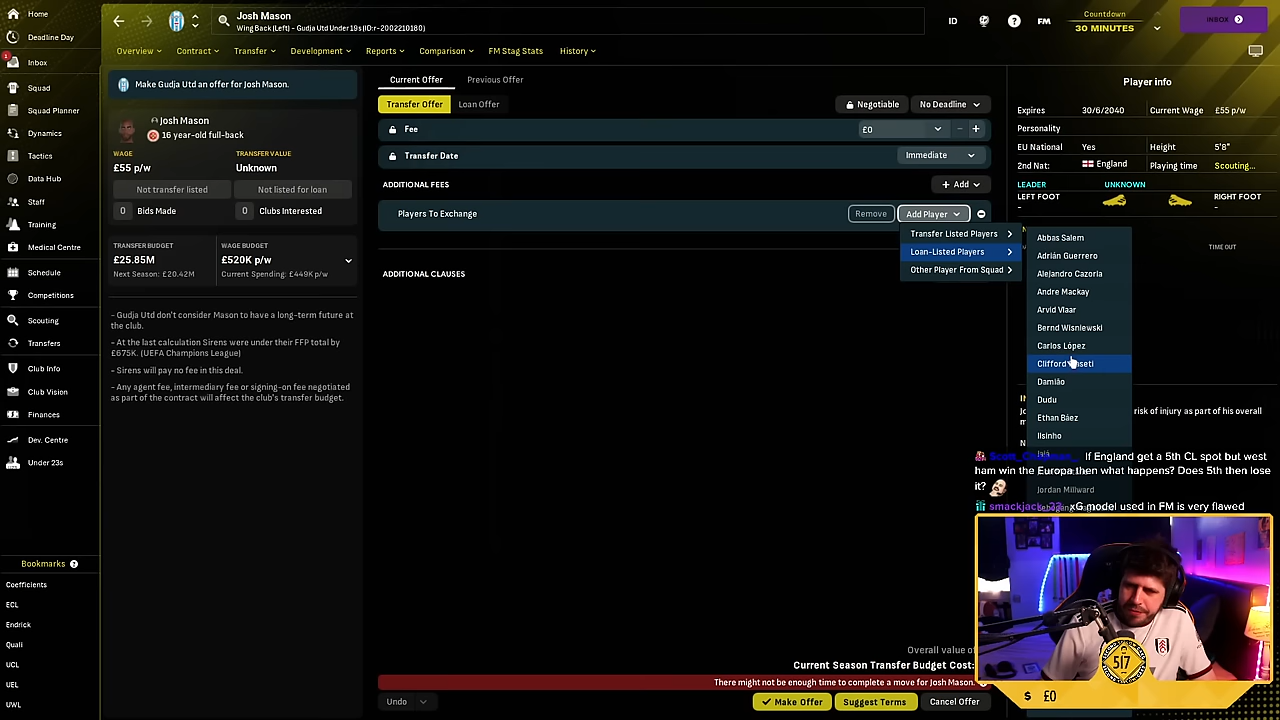 Home
Deadline Day
1
Inbox
Squad
Squad Planner
Dynamics
Tactics
Data Hub
Staff
Training
Medical Centre
Schedule
Competitions
Scouting
Transfers
Club Info
Club Vision
Finances
Dev. Centre
Under 23s
Bookmarks
Coefficients
ECL
Endrick
Quali
UCL
UEL
UWL
Josh Mason
Wing Back (Left) - Gudja Utd Under 19s (ID:r-2002210180)
ID
FM
Countdown
30 MINUTES
INBOX
Overview
Contract
Transfer
Development
Reports
Comparison
FM Stag Stats
History
Make Gudja Utd an offer for Josh Mason.
Josh Mason
16 year-old full-back
WAGE
TRANSFER VALUE
£55 p/w
Unknown
Not transfer listed
Not listed for loan
0 Bids Made
0 Clubs Interested
TRANSFER BUDGET
WAGE BUDGET
£25.85M
£520K p/w
Next Season: £20.42M
Current Spending: £449K p/w
- Gudja Utd don't consider Mason to have a long-term future at
the club.
- At the last calculation Sirens were under their FFP total by
£675K. (UEFA Champions League)
- Sirens will pay no fee in this deal.
- Any agent fee, intermediary fee or signing-on fee negotiated
as part of the contract will affect the club's transfer budget.
Current Offer
Previous Offer
Transfer Offer
Loan Offer
Negotiable
No Deadline
Fee
£0
Transfer Date
Immediate
ADDITIONAL FEES
Add
Players To Exchange
Remove
Add Player
Transfer Listed Players
Loan-Listed Players
Other Player From Squad
ADDITIONAL CLAUSES
Abbas Salem
Adrián Guerrero
Alejandro Cazorla
Andre Mackay
Arvid Vlaar
Bernd Wisniewski
Carlos López
Clifford
Damião
Dudu
Ethan Báez
Ilsinho
Jordan Millward
Player info
Expires 30/6/2040
Current Wage £55 p/w
Personality
EU National Yes
Height 5'8"
2nd Nat: England
Playing time Scouting...
LEADER
UNKNOWN
LEFT FOOT
RIGHT FOOT
-
-
TIME OUT
risk of injury as part of his overall
If England get a 5th CL spot but west
ham win the Europa then what happens? Does 5th then lose
it?
xG model used in FM is very flawed
Overall value of
Current Season Transfer Budget Cost:
There might not be enough time to complete a move for Josh Mason.
Undo
Make Offer
Suggest Terms
Cancel Offer
517
$ £0